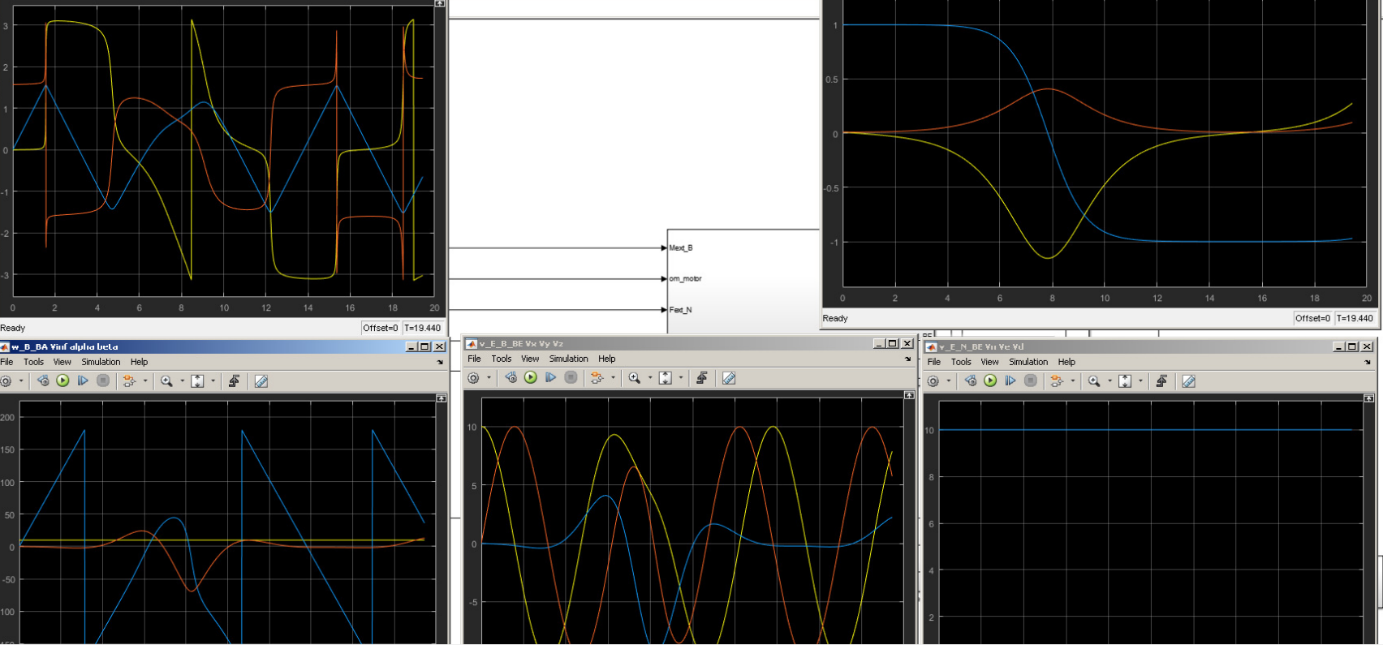 3
2
1
0
-1
-2
-3
0 2 4 6 8 10 12 14 16 18 20
Ready Offset=0 T=19.440
1
0.5
0
-0.5
-1
0 2 4 6 8 10 12 14 16 18 20
Ready Offset=0 T=19.440
Mext_B
om_motor
w_B_BA Vinf alpha beta
File Tools View Simulation Help
200
150
100
50
0
-50
100
150
v_E_B_BE Vx Vy Vz
File Tools View Simulation Help
10
5
0
-5
v_E_N_BE Vn Ve Vd
File Tools View Simulation Help
10
8
6
4
2